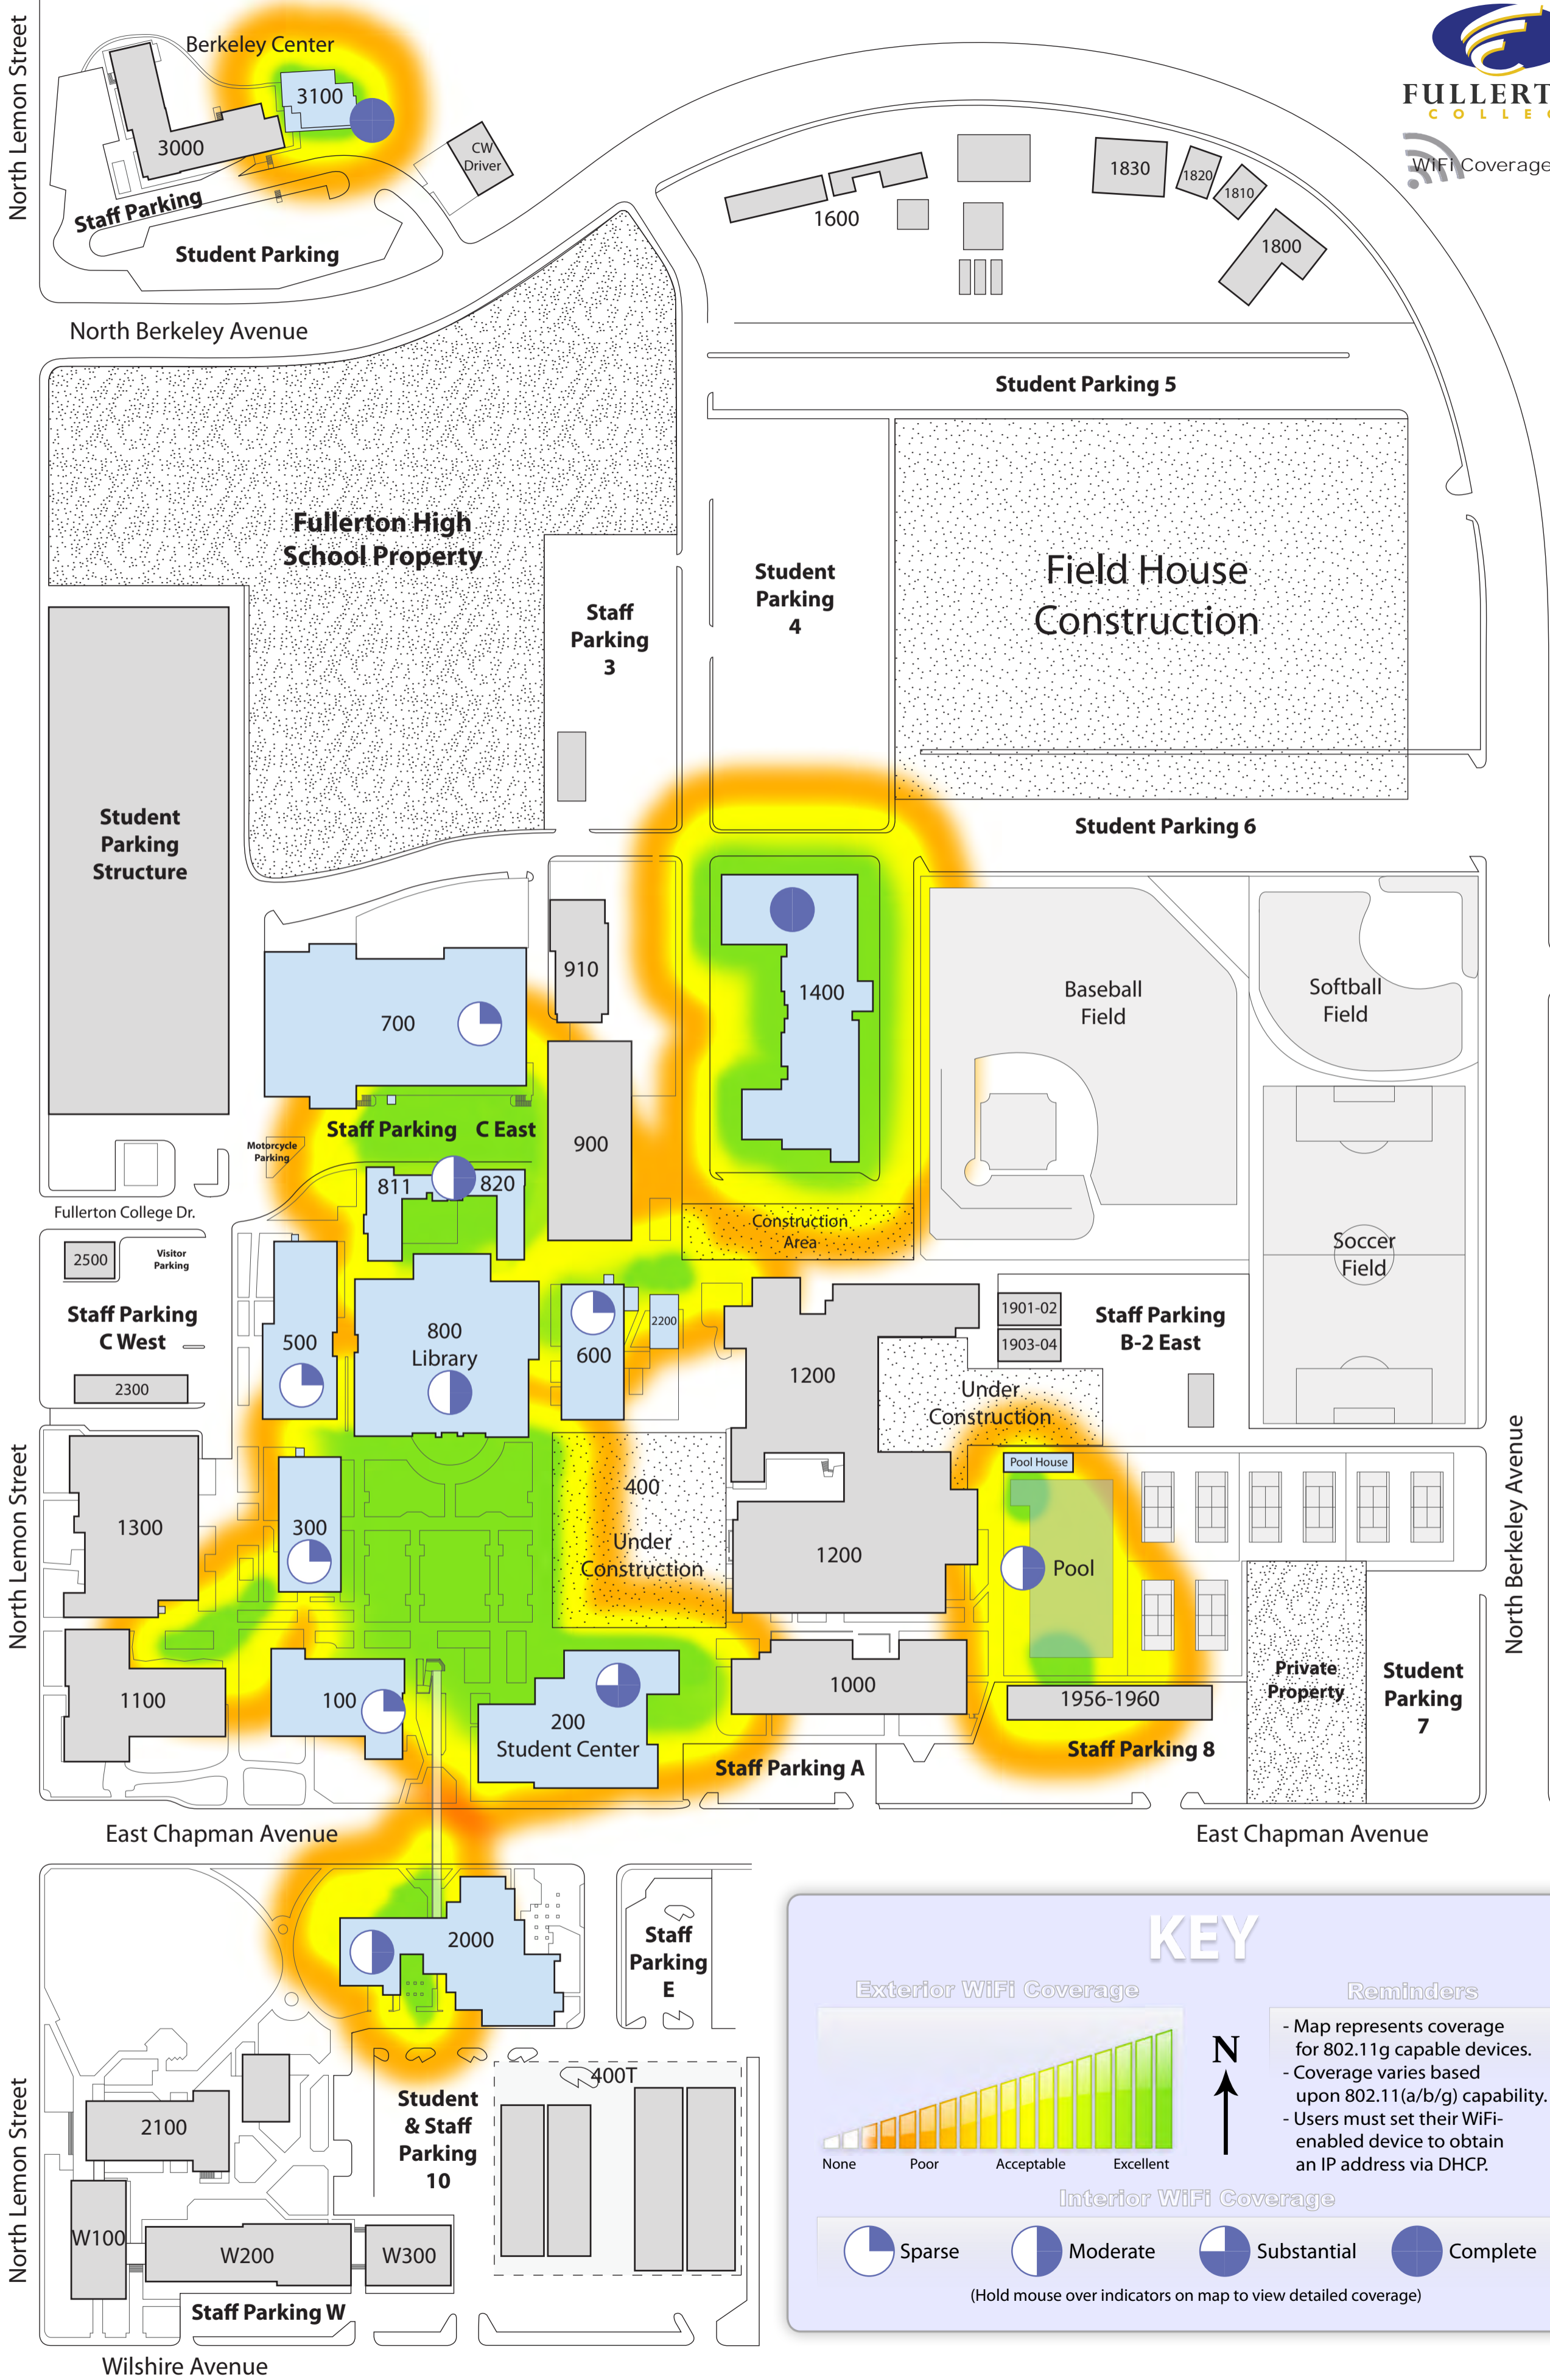 North Lemon Street
Berkeley Center
3100
3000
CW
Driver
Staff Parking
Student Parking
North Berkeley Avenue
FULLERT
COLLEG
WiFi Coverage
1600
1830
1820
1810
1800
Student Parking 5
Fullerton High
School Property
Staff
Parking
3
Student
Parking
4
Field House
Construction
Student
Parking
Structure
Student Parking 6
910
1400
700
Baseball
Field
Softball
Field
Staff Parking C East
900
Motorcycle
Parking
811
820
Fullerton College Dr.
Construction
Area
2500
Visitor
Parking
Soccer
Field
Staff Parking
C West
500
800
Library
600
2200
1901-02
1903-04
Staff Parking
B-2 East
1200
2300
Under
Construction
North Lemon Street
North Berkeley Avenue
Pool House
1300
300
400
Under
Construction
1200
Pool
1100
100
200
Student Center
1000
1956-1960
Private
Property
Student
Parking
7
Staff Parking A
Staff Parking 8
East Chapman Avenue
East Chapman Avenue
2000
Staff
Parking
E
KEY
Exterior WiFi Coverage
None
Poor
Acceptable
Excellent
N
Reminders
- Map represents coverage
for 802.11g capable devices.
- Coverage varies based
upon 802.11(a/b/g) capability.
- Users must set their WiFi-
enabled device to obtain
an IP address via DHCP.
Interior WiFi Coverage
Sparse
Moderate
Substantial
Complete
(Hold mouse over indicators on map to view detailed coverage)
400T
Student
& Staff
Parking
10
North Lemon Street
2100
W100
W200
W300
Staff Parking W
Wilshire Avenue